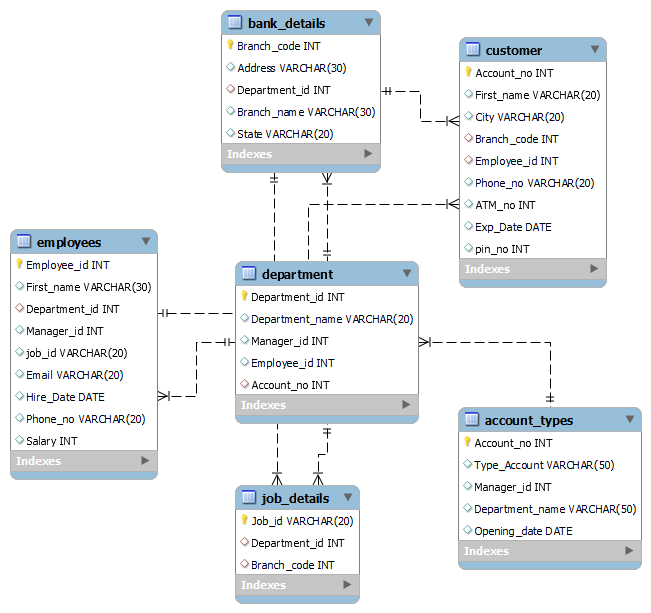 bank_details
Branch_code INT
Address VARCHAR(30)
Department_id INT
Branch_name VARCHAR(30)
State VARCHAR(20)
Indexes
customer
Account_no INT
First_name VARCHAR(20)
City VARCHAR(20)
Branch_code INT
Employee_id INT
Phone_no VARCHAR(20)
ATM_no INT
Exp_Date DATE
pin_no INT
Indexes
employees
Employee_id INT
First_name VARCHAR(30)
Department_id INT
Manager_id INT
job_id VARCHAR(20)
Email VARCHAR(20)
Hire_Date DATE
Phone_no VARCHAR(20)
Salary INT
Indexes
department
Department_id INT
Department_name VARCHAR(20)
Manager_id INT
Employee_id INT
Account_no INT
Indexes
account_types
Account_no INT
Type_Account VARCHAR(50)
Manager_id INT
Department_name VARCHAR(50)
Opening_date DATE
Indexes
job_details
Job_id VARCHAR(20)
Department_id INT
Branch_code INT
Indexes